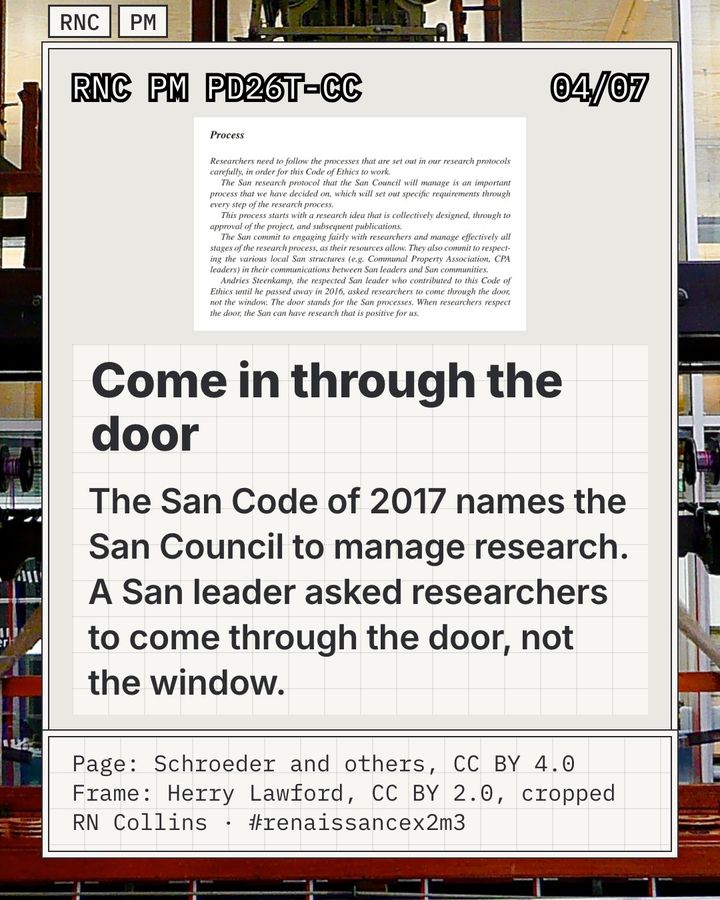 RNC PM
RNC PM PD26T-CC 04/07
Process
Researchers need to follow the processes that are set out in our research protocols
carefully, in order for this Code of Ethics to work.
The San research protocol that the San Council will manage is an important
process that we have decided on, which will set out specific requirements through
every step of the research process.
This process starts with a research idea that is collectively designed, through to
approval of the project, and subsequent publications.
The San commit to engaging fairly with researchers and manage effectively all
stages of the research process, as their resources allow. They also commit to respect-
ing the various local San structures (e.g. Communal Property Association, CPA
leaders) in their communications between San leaders and San communities.
Andries Steenkamp, the respected San leader who contributed to this Code of
Ethics until he passed away in 2016, asked researchers to come through the door,
not the window. The door stands for the San processes. When researchers respect
the door, the San can have research that is positive for us.
Come in through the
door
The San Code of 2017 names the
San Council to manage research.
A San leader asked researchers
to come through the door, not
the window.
Page: Schroeder and others, CC BY 4.0
Frame: Herry Lawford, CC BY 2.0, cropped
RN Collins · #renaissancex2m3